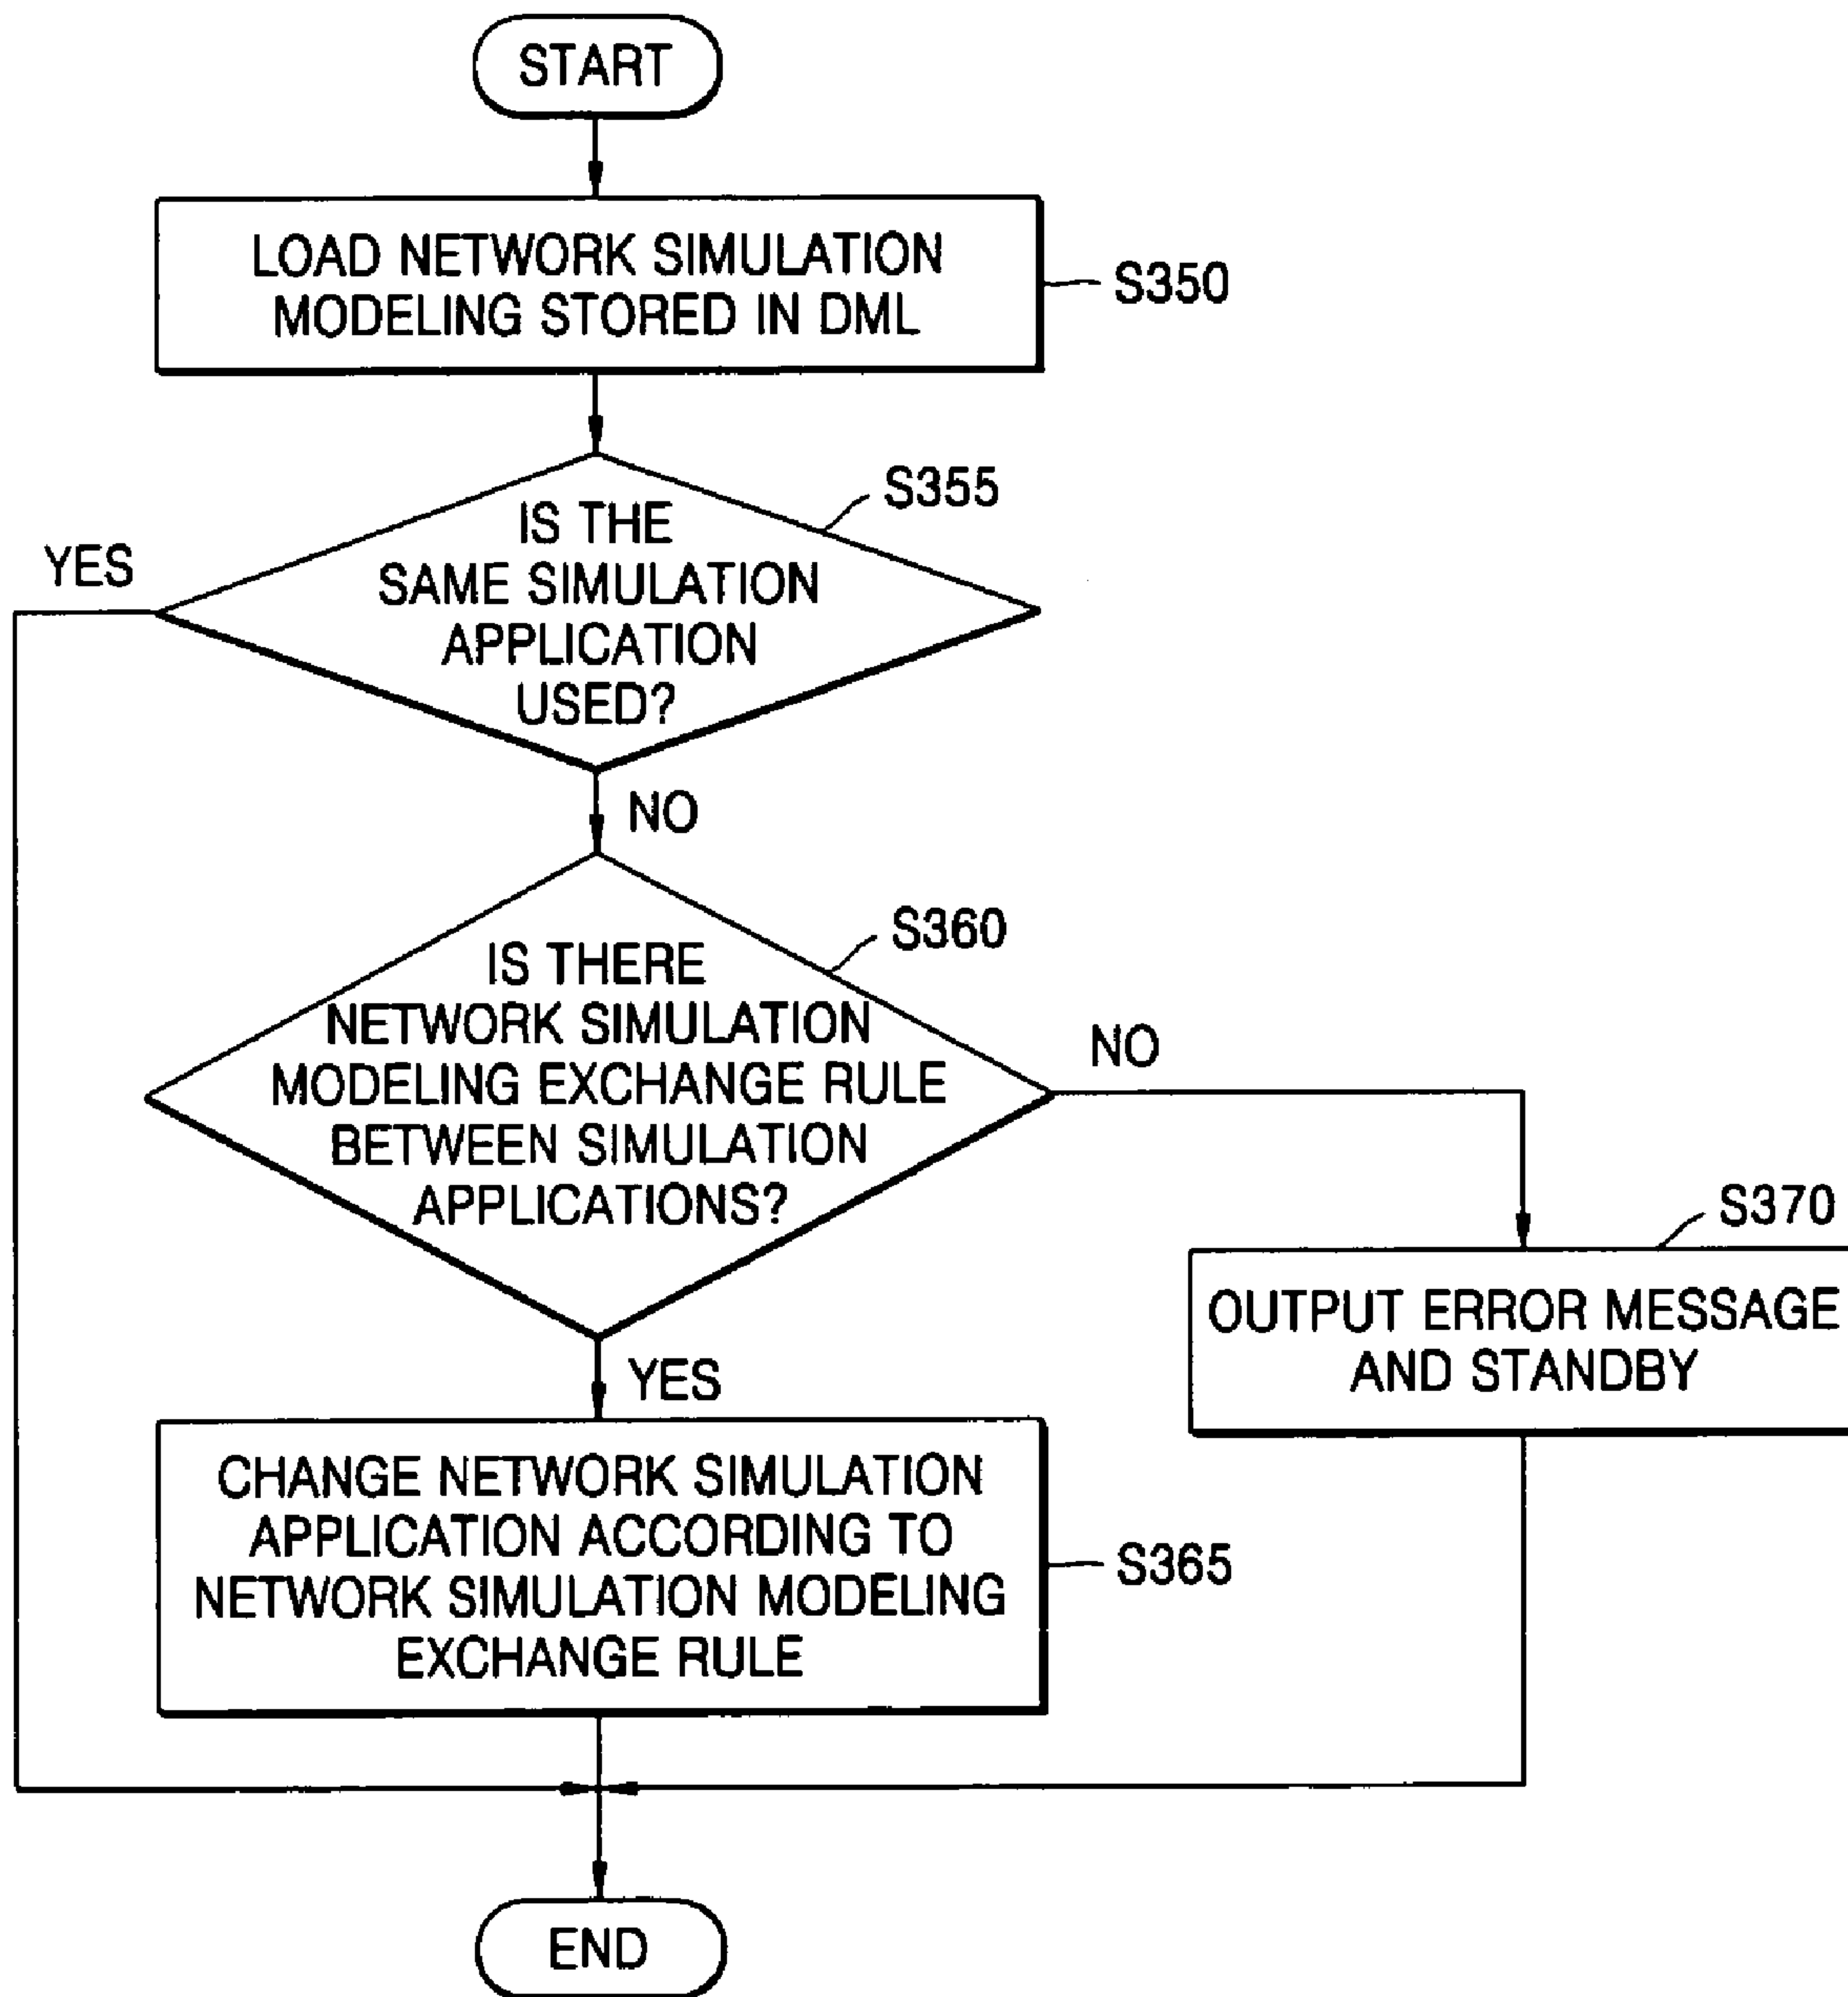 START
LOAD NETWORK SIMULATION
MODELING STORED IN DML
S350
IS THE
SAME SIMULATION
APPLICATION
USED?
S355
YES
NO
IS THERE
NETWORK SIMULATION
MODELING EXCHANGE RULE
BETWEEN SIMULATION
APPLICATIONS?
S360
NO
YES
OUTPUT ERROR MESSAGE
AND STANDBY
S370
CHANGE NETWORK SIMULATION
APPLICATION ACCORDING TO
NETWORK SIMULATION MODELING
EXCHANGE RULE
S365
END